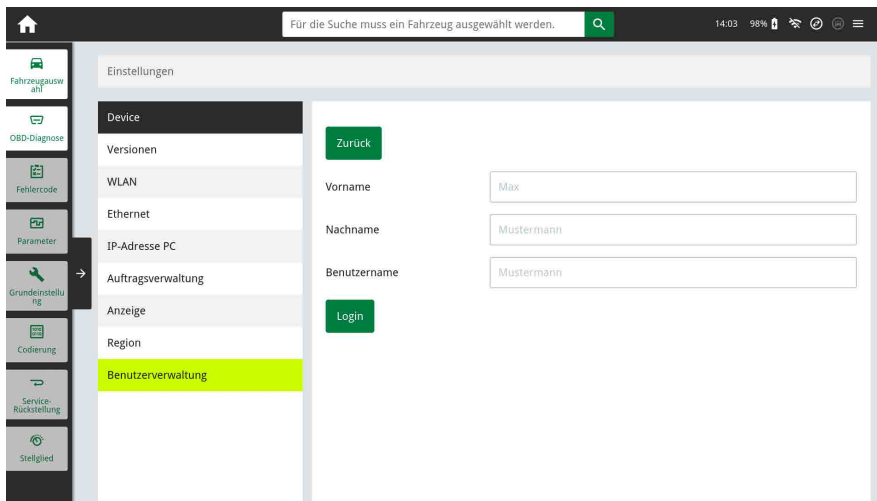 Für die Suche muss ein Fahrzeug ausgewählt werden.
14:03 98%
Fahrzeugausw
ahl
OBD-Diagnose
Fehlercode
Parameter
Grundeinstellu
ng
Codierung
Service-
Rückstellung
Stellglied
Einstellungen
Device
Versionen
WLAN
Ethernet
IP-Adresse PC
Auftragsverwaltung
Anzeige
Region
Benutzerverwaltung
Zurück
Vorname Max
Nachname Mustermann
Benutzername Mustermann
Login